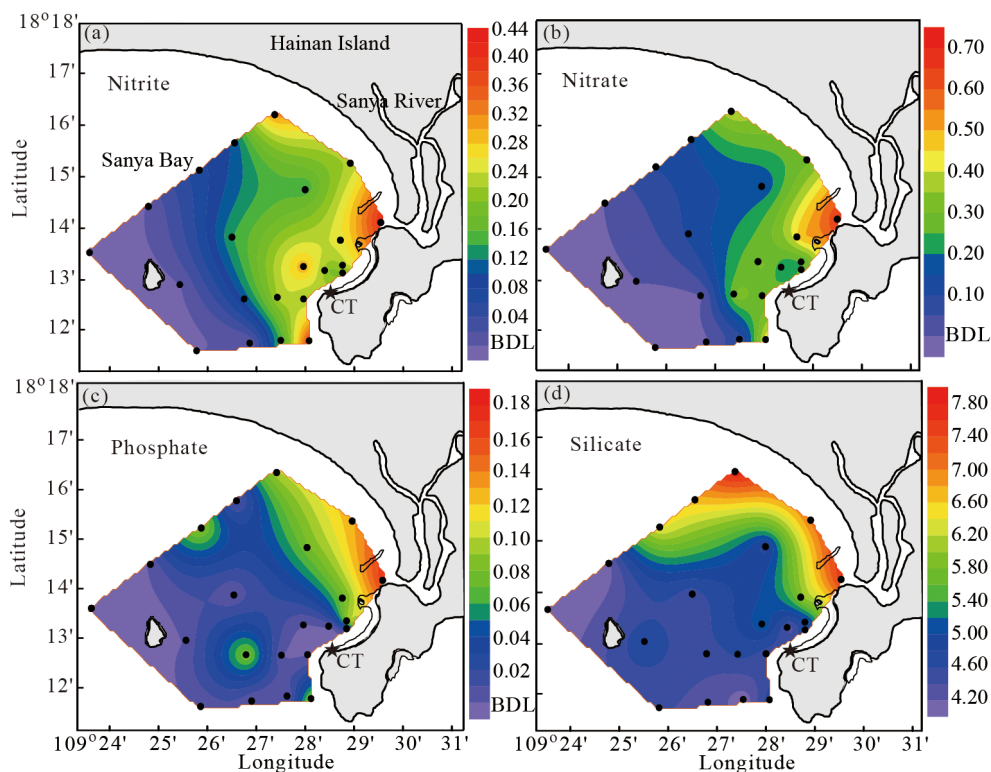 18°18'
(a)
Hainan Island
17'
Nitrite
Sanya River
16'
Sanya Bay
15'
14'
13'
12'
Latitude
CT
0.44
0.40
0.36
0.32
0.28
0.24
0.20
0.16
0.12
0.08
0.04
BDL
(b)
Nitrate
CT
0.70
0.60
0.50
0.40
0.30
0.20
0.10
BDL
18°18'
(c)
17'
Phosphate
16'
15'
14'
13'
12'
Latitude
CT
0.18
0.16
0.14
0.12
0.10
0.08
0.06
0.04
0.02
BDL
109°24' 25' 27' 28' 29' 30' 31'
Longitude
(d)
Silicate
CT
7.80
7.40
7.00
6.60
6.20
5.80
5.40
5.00
4.60
4.20
109°24' 25' 27' 28' 29' 30' 31'
Longitude